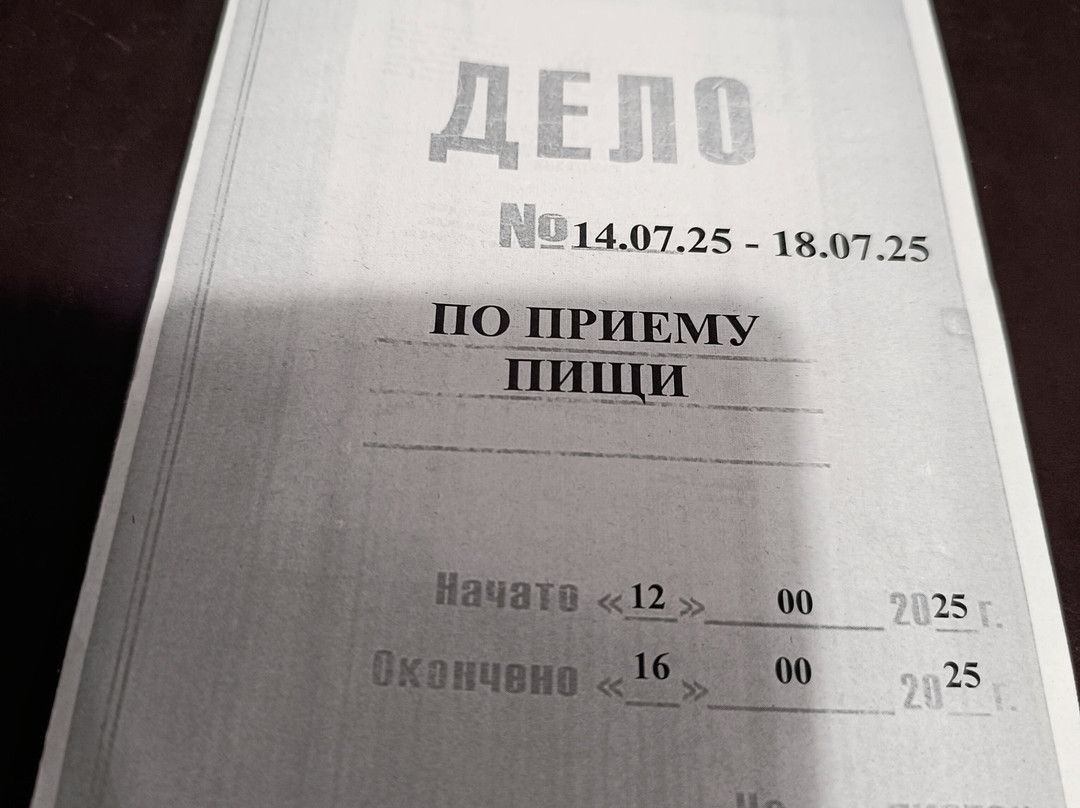 ДЕЛО
№14.07.25 - 18.07.25
ПО ПРИЕМУ
ПИЩИ
Начато «12» 00 2025 г.
Окончено «16» 00 2025 г.